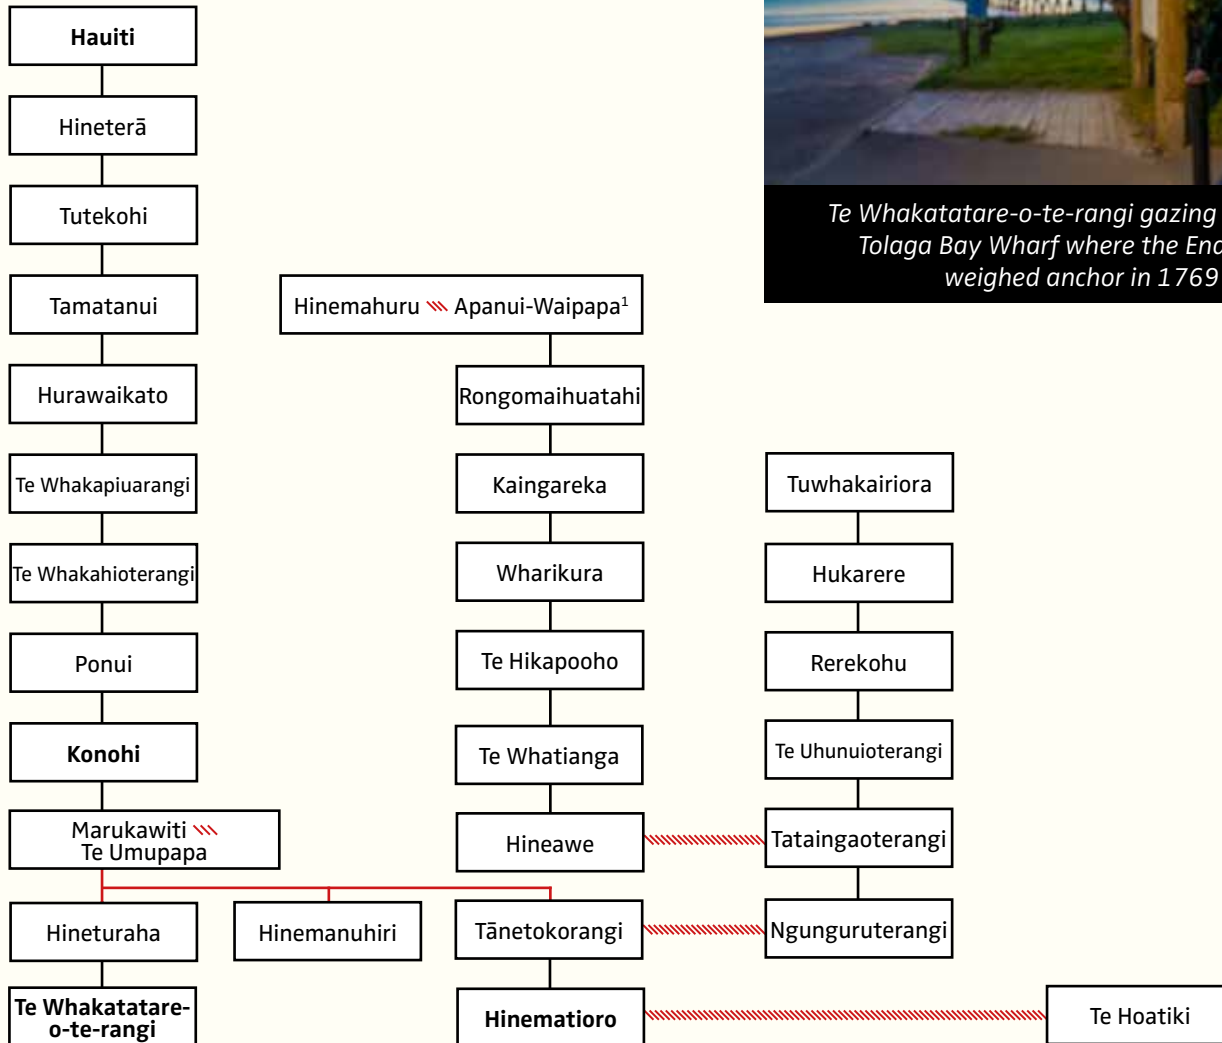 Hauiti
Hineterā
Tutekohi
Tamatanui
Hurawaikato
Te Whakapiuarangi
Te Whakahioterangi
Ponui
Konohi
Marukawiti
Te Umupapa
Hineturaha
Hinemanuhiri
Te Whakatatare-
o-te-rangi
Hinemahuru Apanui-Waipapa¹
Rongomaihuatahi
Kaingareka
Wharikura
Te Hikapooho
Te Whatianga
Hineawe
Tānetokorangi
Hinematioro
Tuwhakairiora
Hukarere
Rerekohu
Te Uhunuioterangi
Tataingaoterangi
Ngunguruterangi
Te Hoatiki
Te Whakatatare-o-te-rangi gazing
Tolaga Bay Wharf where the
weighed anchor in 1769